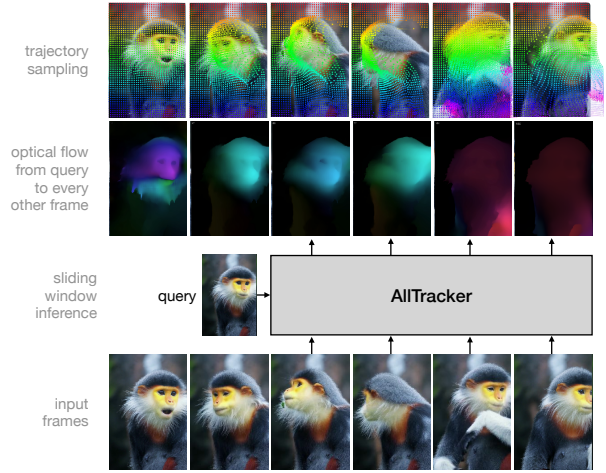 trajectory
sampling
optical flow
from query
to every
other frame
sliding
window
inference
query
AllTracker
input
frames